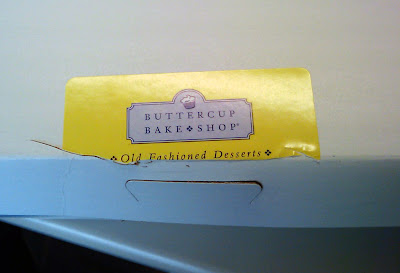 BUTTERCUP
BAKE❖SHOP®
❖ Old Fashioned Desserts ❖